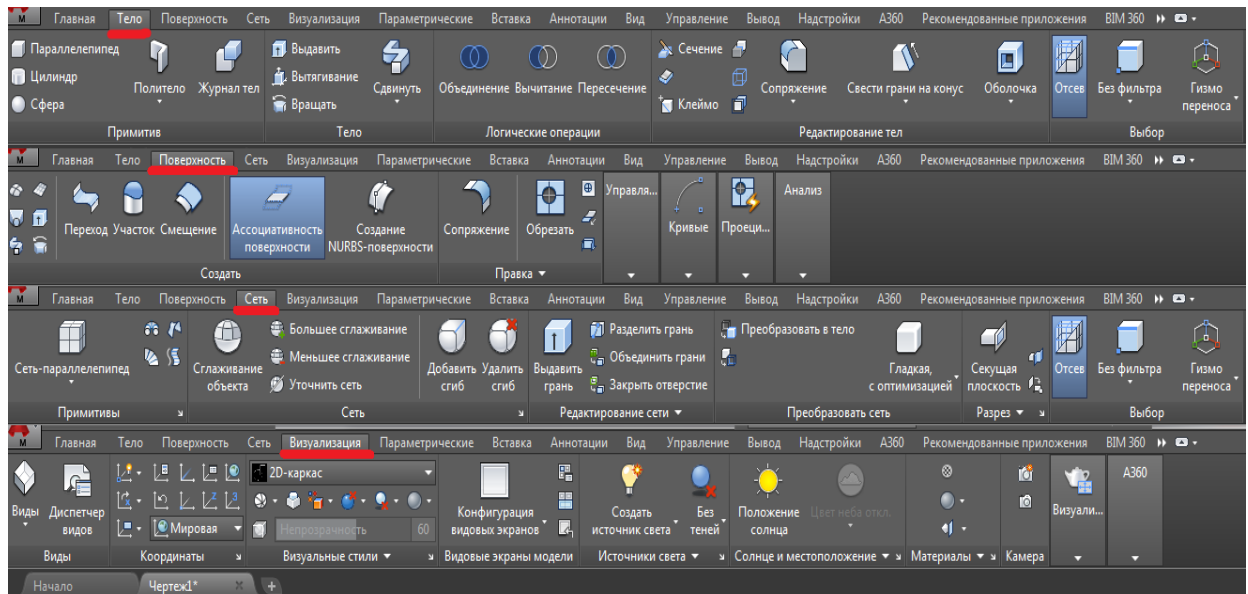 Главная Тело Поверхность Сеть Визуализация Параметрические Вставка Аннотации Вид Управление Вывод Надстройки A360 Рекомендованные приложения BIM 360
Параллелепипед
Цилиндр
Сфера
Политело
Журнал тел
Выдавить
Вытягивание
Вращать
Сдвинуть
Объединение Вычитание Пересечение
Сечение
Клеймо
Сопряжение
Свести грани на конус
Оболочка
Отсев
Без фильтра
Гизмо
переноса
Примитив Тело Логические операции Редактирование тел Выбор
Главная Тело Поверхность Сеть Визуализация Параметрические Вставка Аннотации Вид Управление Вывод Надстройки A360 Рекомендованные приложения BIM 360
Переход Участок Смещение
Ассоциативность
поверхности
Создание
NURBS-поверхности
Сопряжение
Обрезать
Управля...
Кривые
Проеци...
Анализ
Создать Правка
Главная Тело Поверхность Сеть Визуализация Параметрические Вставка Аннотации Вид Управление Вывод Надстройки A360 Рекомендованные приложения BIM 360
Сеть-параллелепипед
Сглаживание
объекта
Большее сглаживание
Меньшее сглаживание
Уточнить сеть
Добавить
сгиб
Удалить
сгиб
Выдавить
грань
Разделить грань
Объединить грани
Закрыть отверстие
Преобразовать в тело
Гладкая,
с оптимизацией
Секущая
плоскость
Отсев
Без фильтра
Гизмо
переноса
Примитивы Сеть Редактирование сети Преобразовать сеть Разрез Выбор
Главная Тело Поверхность Сеть Визуализация Параметрические Вставка Аннотации Вид Управление Вывод Надстройки A360 Рекомендованные приложения BIM 360
Виды
Диспетчер
видов
Мировая
2D-каркас
Непрозрачность 60
Конфигурация
видовых экранов
Создать
источник света
Без
теней
Положение
солнца
Цвет неба откл.
Визуали...
A360
Виды Координаты Визуальные стили Видовые экраны модели Источники света Солнце и местоположение Материалы Камера
Начало Чертеж1*